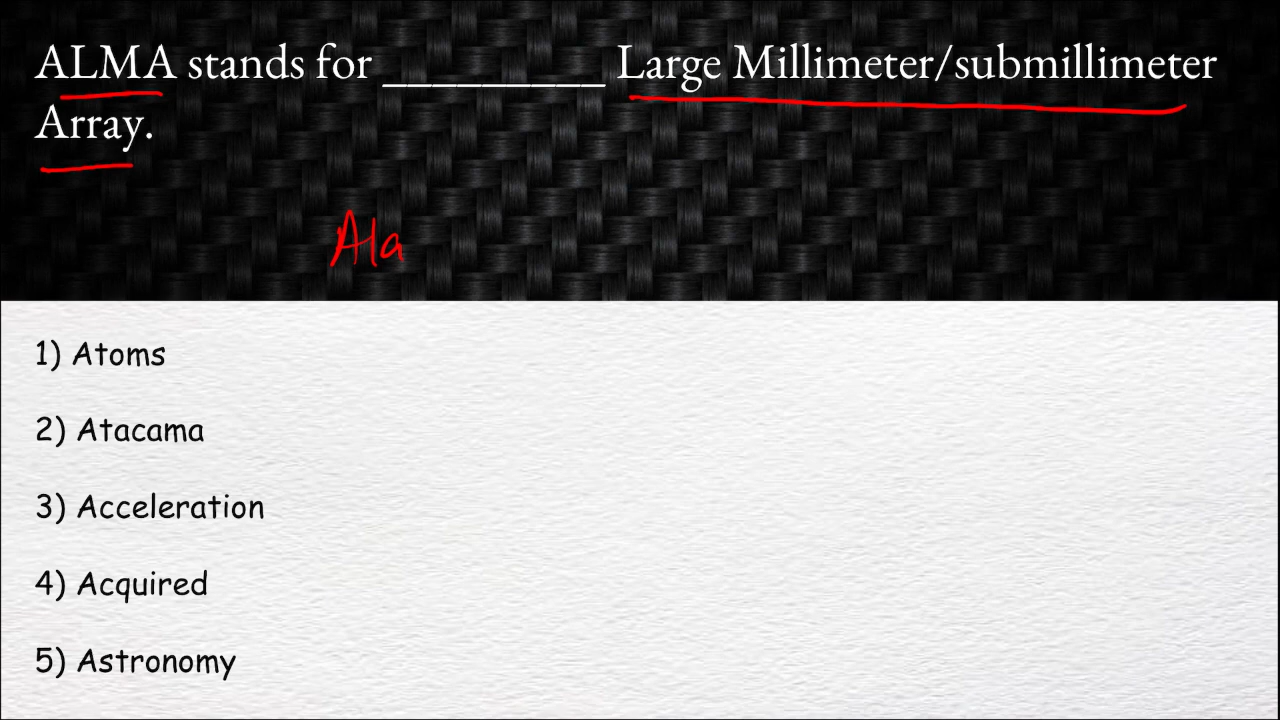 ALMA stands for _________ Large Millimeter/submillimeter
Array.
Ala
1) Atoms
2) Atacama
3) Acceleration
4) Acquired
5) Astronomy